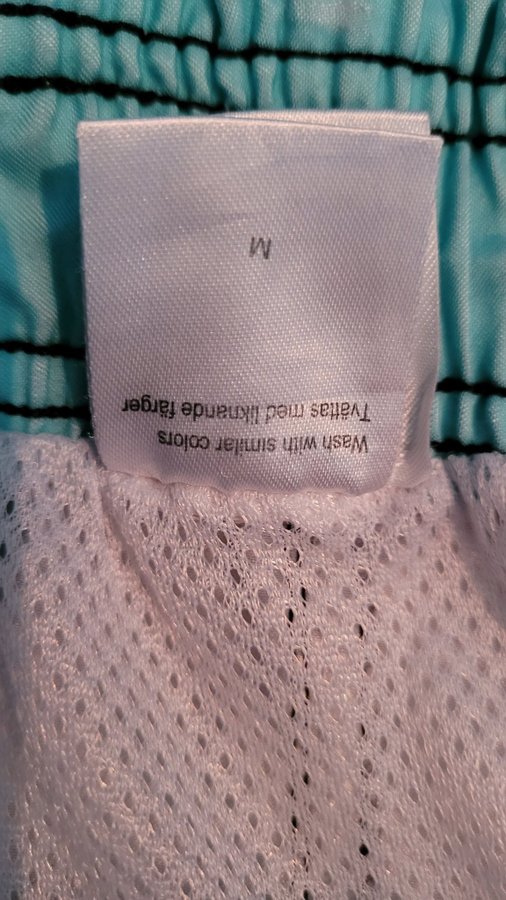 Wash with similar colors
Tvättas med liknande färger
M